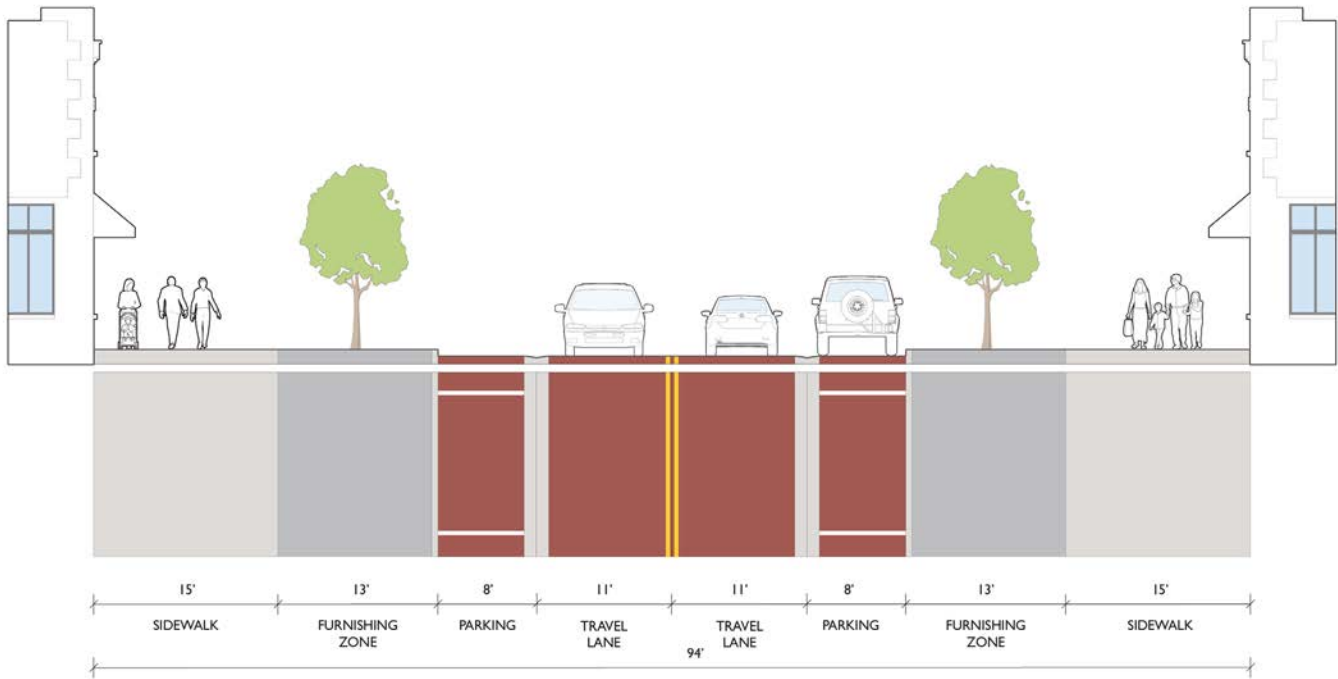 15' 13' 8' 11' 11' 8' 13' 15'
SIDEWALK FURNISHING ZONE PARKING TRAVEL LANE TRAVEL LANE PARKING FURNISHING ZONE SIDEWALK
94'